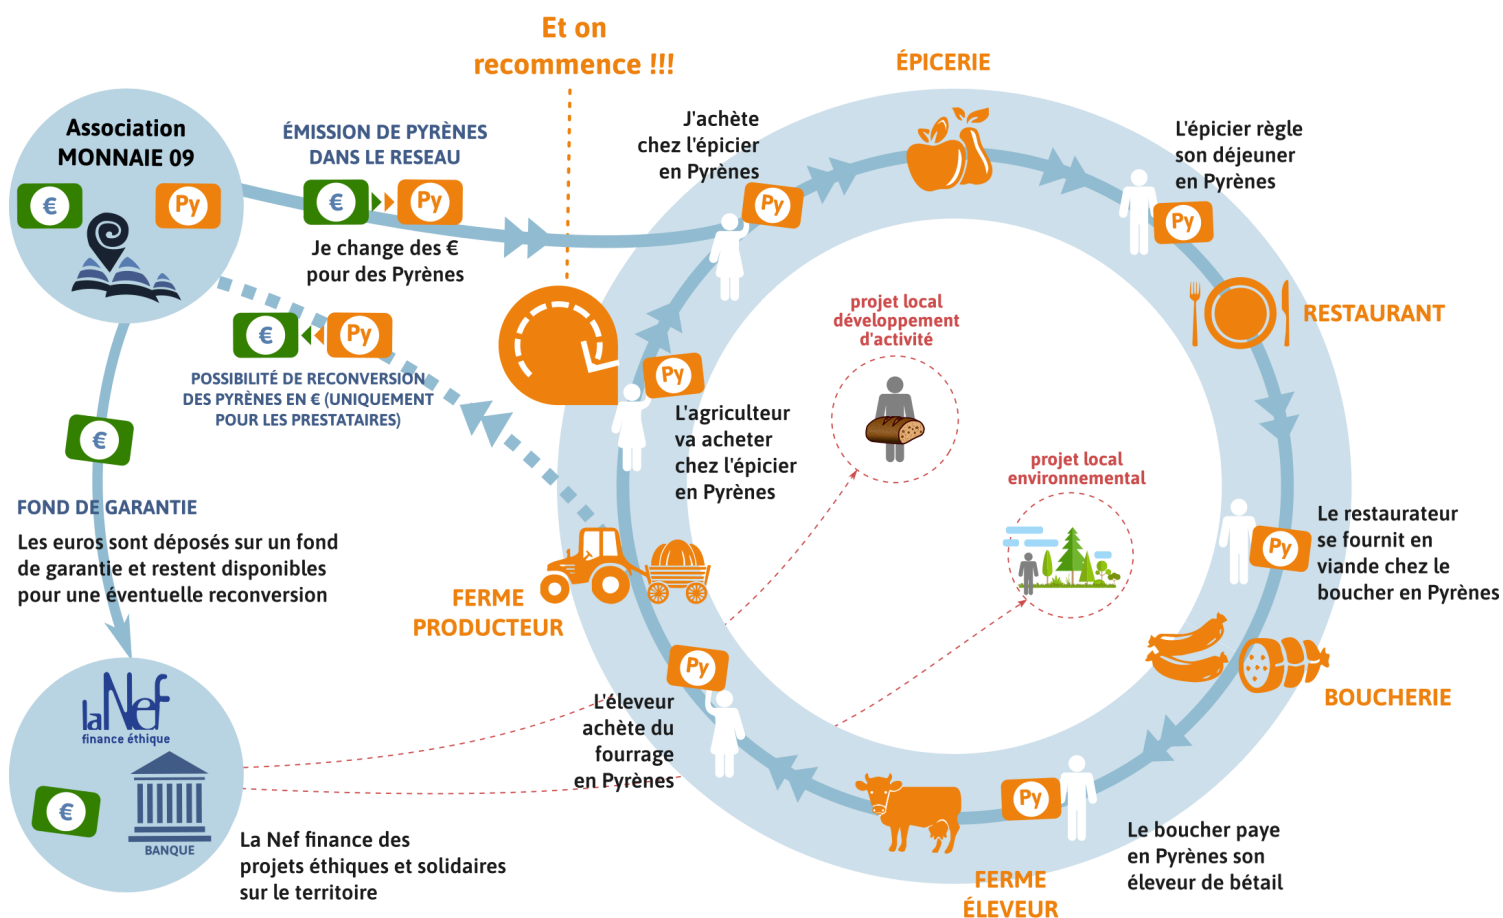 Et on
recommence !!!
ÉPICERIE
Association
MONNAIE 09
€
Py
ÉMISSION DE PYRÈNES
DANS LE RESEAU
€
Py
Je change des €
pour des Pyrènes
J'achète
chez l'épicier
en Pyrènes
Py
L'épicier règle
son déjeuner
en Pyrènes
Py
RESTAURANT
€
Py
POSSIBILITÉ DE RECONVERSION
DES PYRÈNES EN € (UNIQUEMENT
POUR LES PRESTATAIRES)
Py
L'agriculteur
va acheter
chez l'épicier
en Pyrènes
projet local
développement
d'activité
projet local
environnemental
€
FOND DE GARANTIE
Les euros sont déposés sur un fond
de garantie et restent disponibles
pour une éventuelle reconversion
Py
Le restaurateur
se fournit en
viande chez le
boucher en Pyrènes
FERME
PRODUCTEUR
BOUCHERIE
Py
L'éleveur
achète du
fourrage
en Pyrènes
la Nef
finance éthique
€
BANQUE
La Nef finance des
projets éthiques et solidaires
sur le territoire
Py
Le boucher paye
en Pyrènes son
éleveur de bétail
FERME
ÉLEVEUR